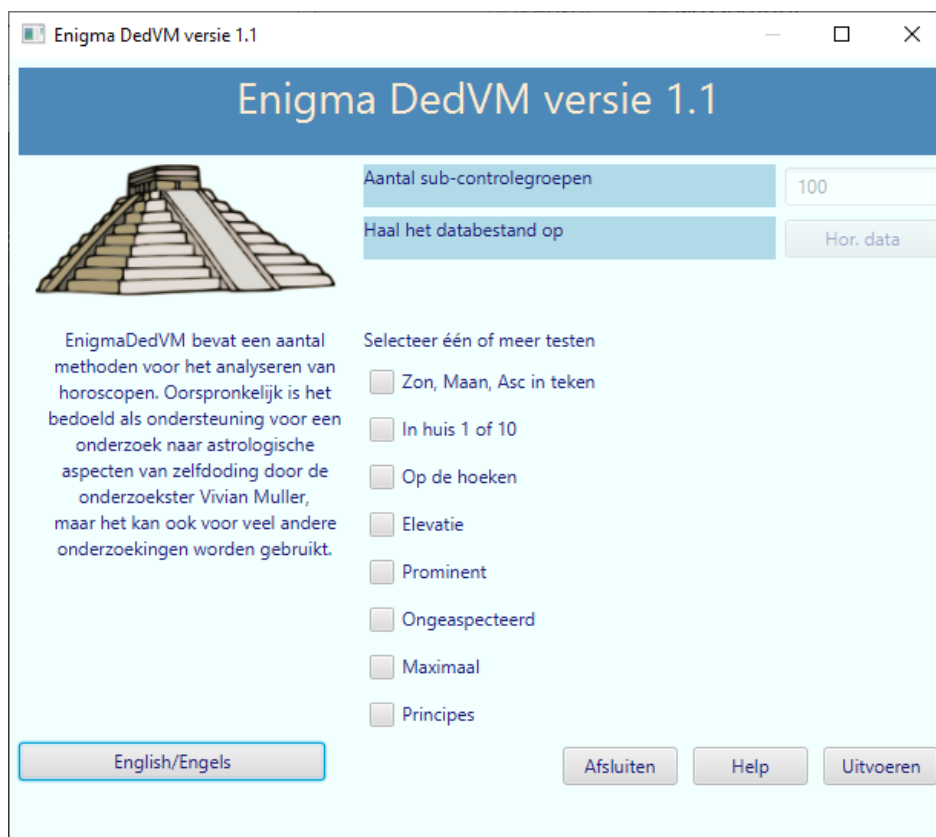 Enigma DedVM versie 1.1
Enigma DedVM versie 1.1
Aantal sub-controlegroepen
100
Haal het databestand op
Hor. data
EnigmaDedVM bevat een aantal
methoden voor het analyseren van
horoscopen. Oorspronkelijk is het
bedoeld als ondersteuning voor een
onderzoek naar astrologische
aspecten van zelfdoding door de
onderzoekster Vivian Muller,
maar het kan ook voor veel andere
onderzoekingen worden gebruikt.
Selecteer één of meer testen
Zon, Maan, Asc in teken
In huis 1 of 10
Op de hoeken
Elevatie
Prominent
Ongeaspecteerd
Maximaal
Principes
English/Engels
Afsluiten
Help
Uitvoeren